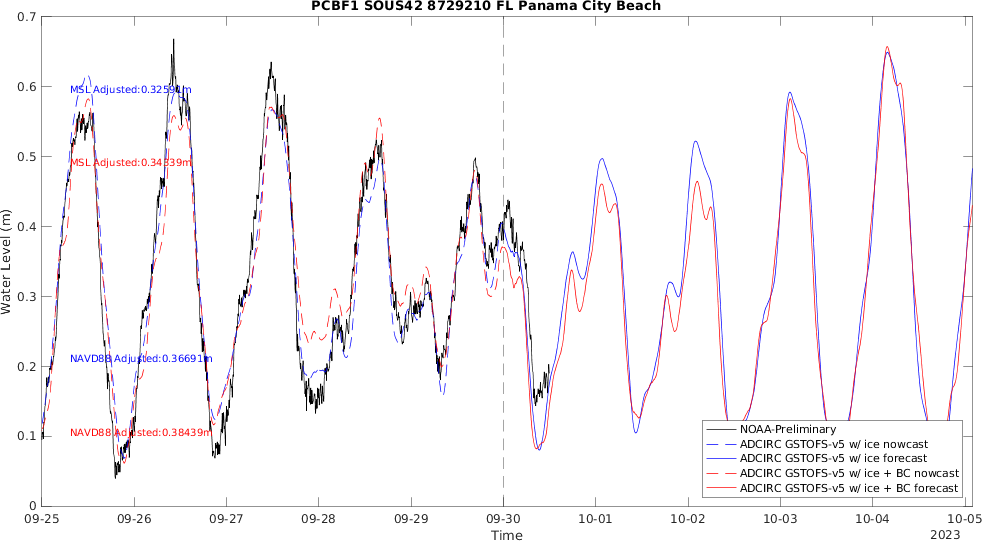 PCBF1 SOUS42 8729210 FL Panama City Beach
Water Level (m)
0.7
0.6
0.5
0.4
0.3
0.2
0.1
0
MSL Adjusted:
MSL Adjusted:0.34339m
NAVD88 Adjusted:0.36691m
NAVD88 Adjusted:0.38439m
NOAA-Preliminary
ADCIRC GSTOFS-v5 w/ ice nowcast
ADCIRC GSTOFS-v5 w/ ice forecast
ADCIRC GSTOFS-v5 w/ ice + BC nowcast
ADCIRC GSTOFS-v5 w/ ice + BC forecast
09-25 09-26 09-27 09-28 09-29 09-30 10-01 10-02 10-03 10-04 10-05
Time
2023